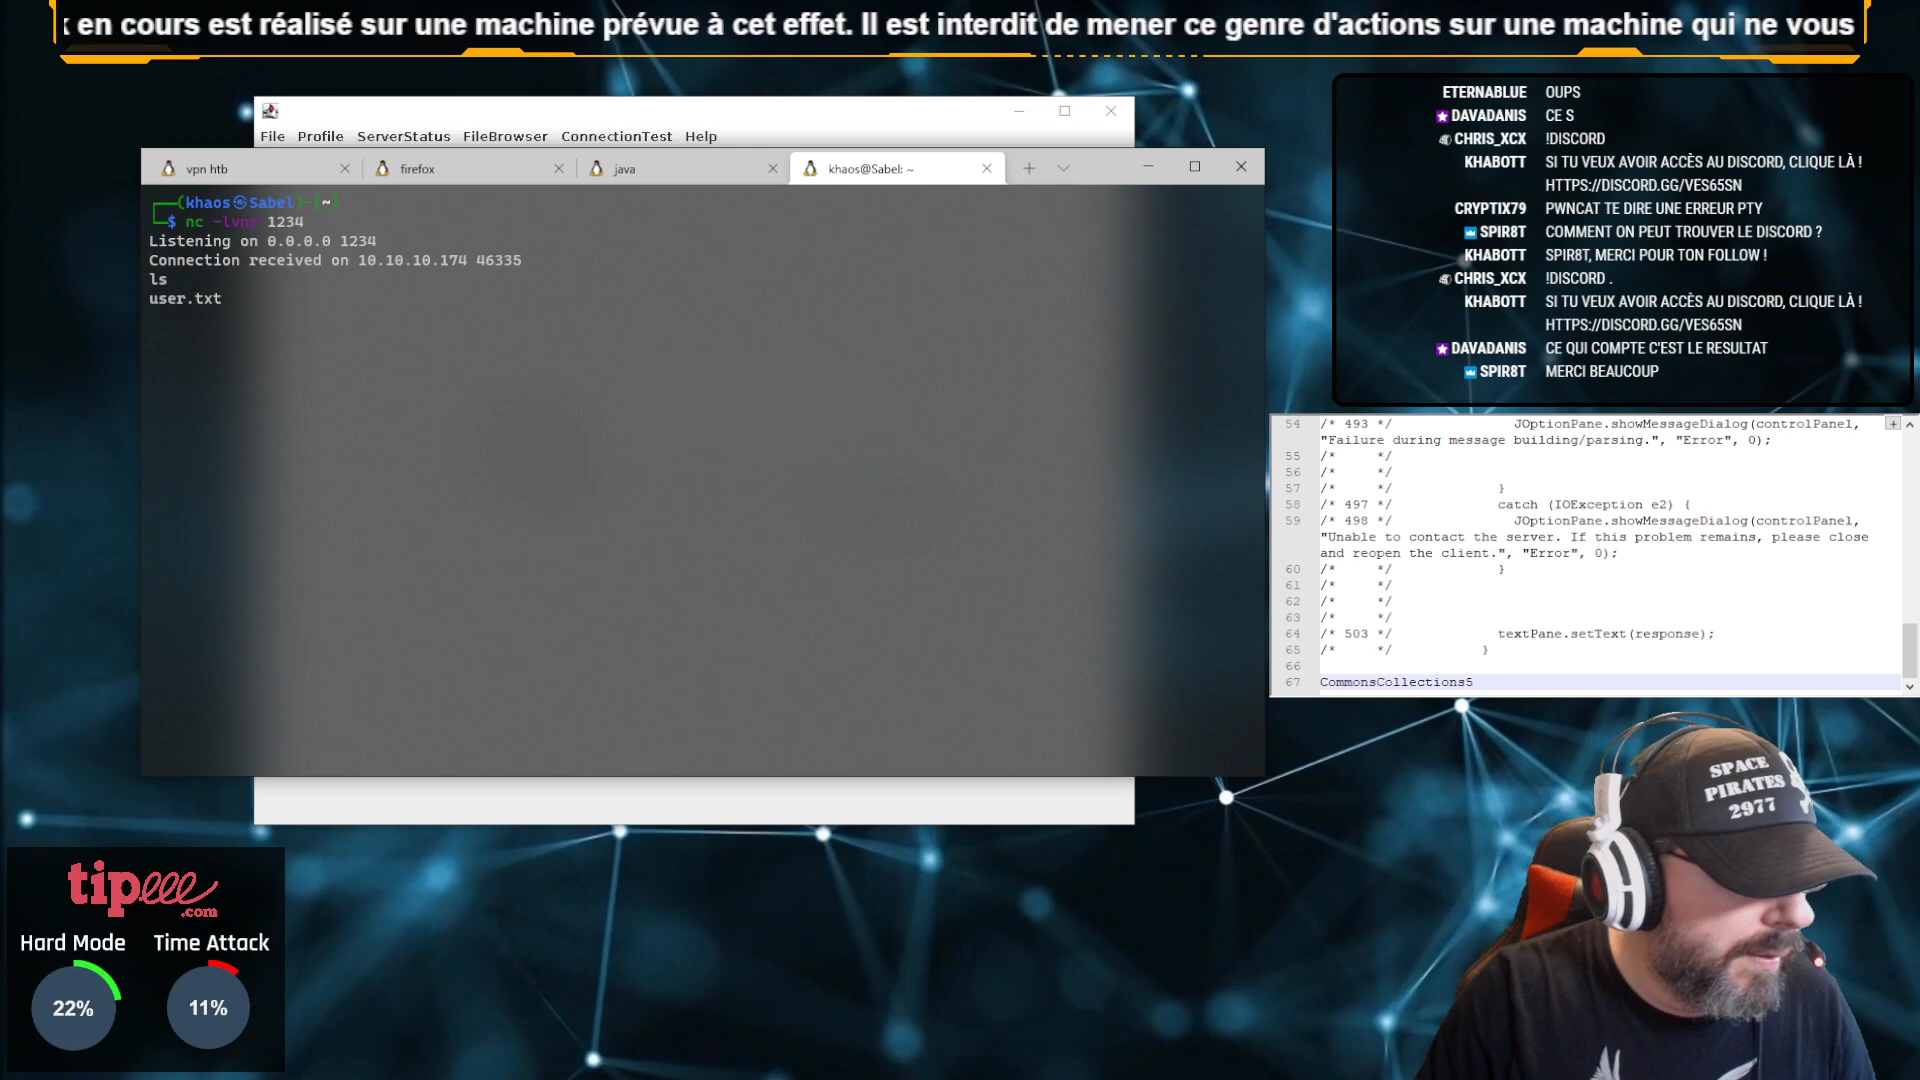 en cours est réalisé sur une machine prévue à cet effet. Il est interdit de mener ce genre d'actions sur une machine qui ne vous
File Profile ServerStatus FileBrowser ConnectionTest Help
vpn htb
firefox
java
khaos@Sabel: ~
┌──(khaos㉿Sabel)-[~]
└─$ nc -lvnp 1234
Listening on 0.0.0.0 1234
Connection received on 10.10.10.174 46335
ls
user.txt
ETERNABLUE OUPS
DAVADANIS CE S
CHRIS_XCX !DISCORD
KHABOTT SI TU VEUX AVOIR ACCÈS AU DISCORD, CLIQUE LÀ !
HTTPS://DISCORD.GG/VES65SN
CRYPTIX79 PWNCAT TE DIRE UNE ERREUR PTY
SPIR8T COMMENT ON PEUT TROUVER LE DISCORD ?
KHABOTT SPIR8T, MERCI POUR TON FOLLOW !
CHRIS_XCX !DISCORD .
KHABOTT SI TU VEUX AVOIR ACCÈS AU DISCORD, CLIQUE LÀ !
HTTPS://DISCORD.GG/VES65SN
DAVADANIS CE QUI COMPTE C'EST LE RESULTAT
SPIR8T MERCI BEAUCOUP
54 /* 493 */ JOptionPane.showMessageDialog(controlPanel,
"Failure during message building/parsing.", "Error", 0);
55 /* */
56 /* */
57 /* */ }
58 /* 497 */ catch (IOException e2) {
59 /* 498 */ JOptionPane.showMessageDialog(controlPanel,
"Unable to contact the server. If this problem remains, please close
and reopen the client.", "Error", 0);
60 /* */ }
61 /* */
62 /* */
63 /* */
64 /* 503 */ textPane.setText(response);
65 /* */ }
66
67 CommonsCollections5
SPACE
PIRATES
2977
tipeee
.com
Hard Mode Time Attack
22% 11%